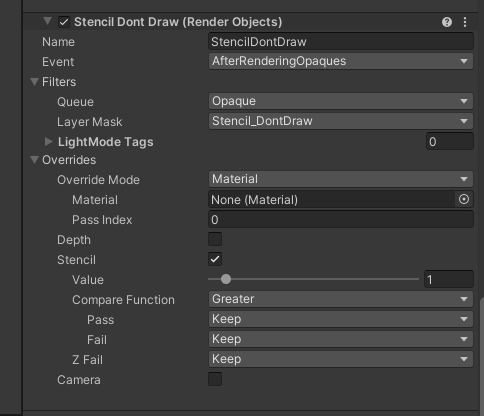 Stencil Dont Draw (Render Objects)
Name StencilDontDraw
Event AfterRenderingOpaques
Filters
Queue Opaque
Layer Mask Stencil_DontDraw
LightMode Tags 0
Overrides
Override Mode Material
Material None (Material)
Pass Index 0
Depth
Stencil
Value 1
Compare Function Greater
Pass Keep
Fail Keep
Z Fail Keep
Camera